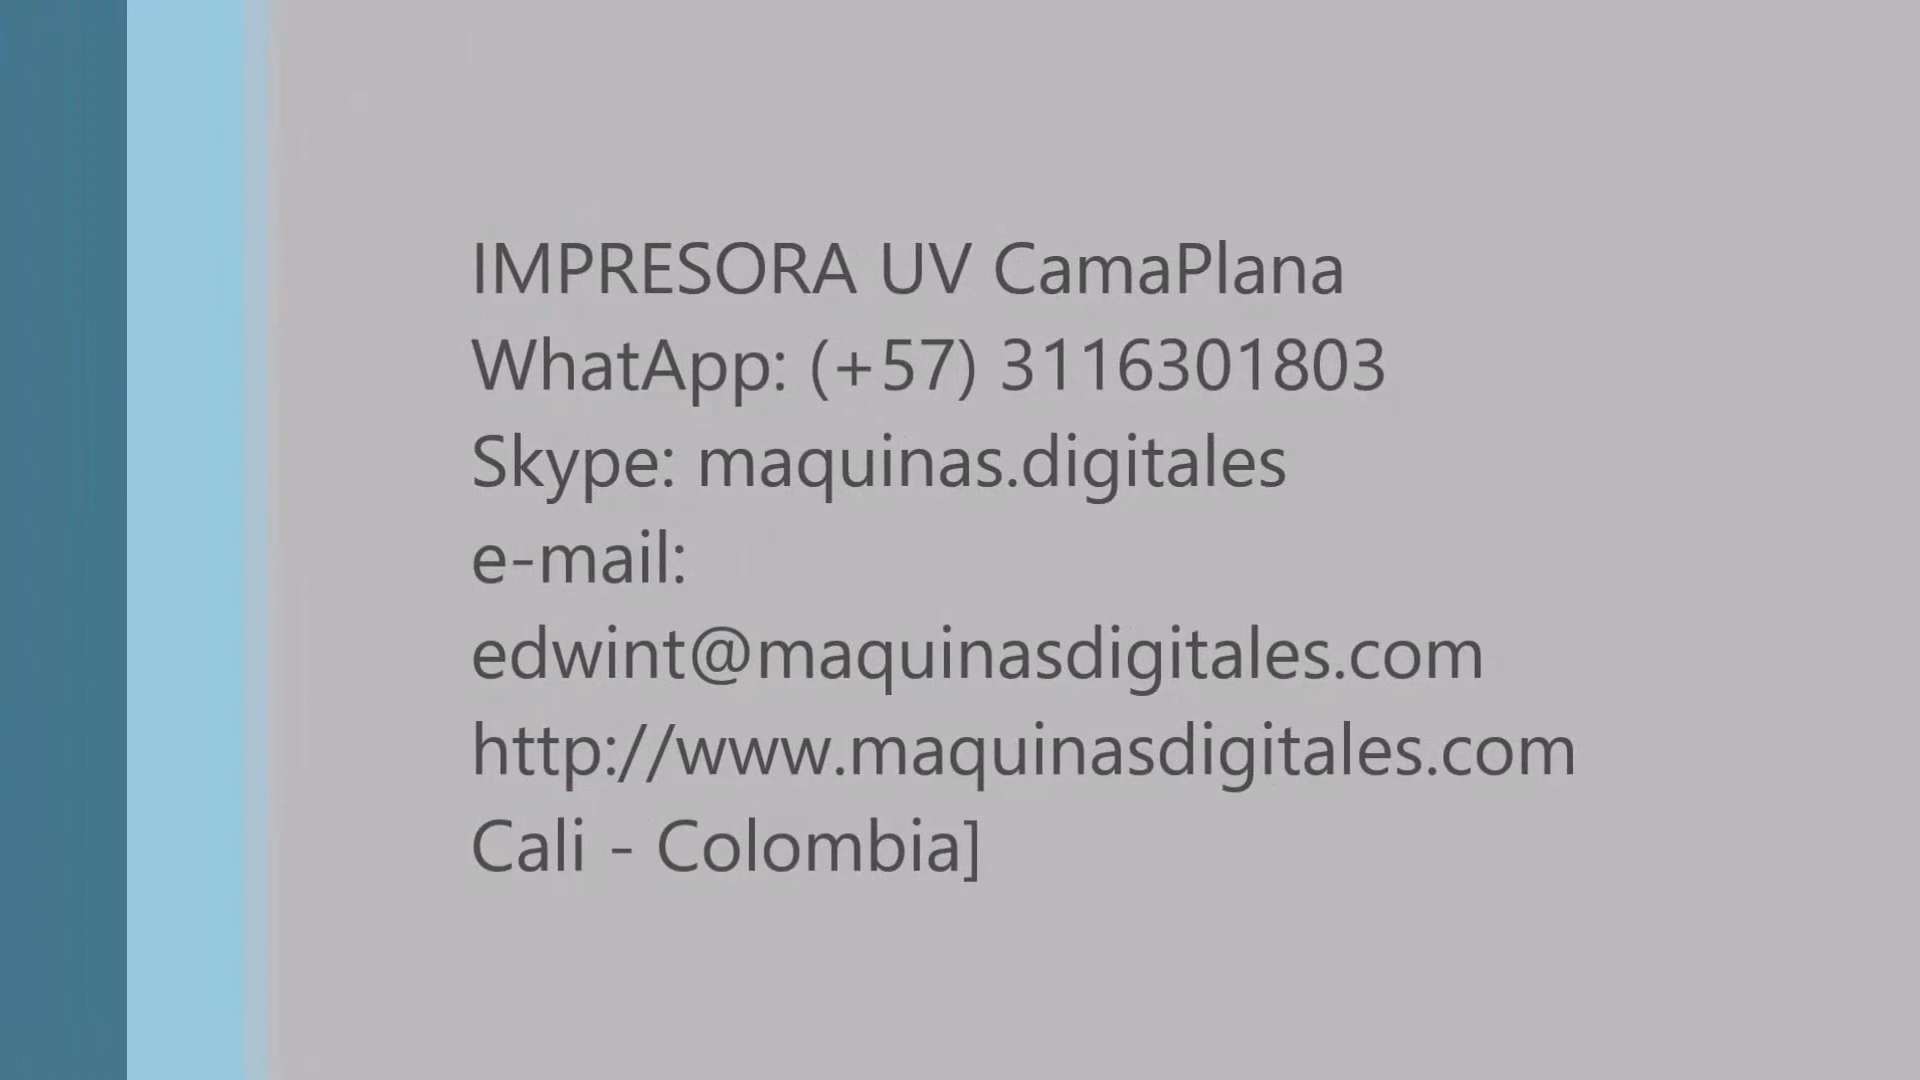 IMPRESORA UV CamaPlana
WhatApp: (+57) 3116301803
Skype: maquinas.digitales
e-mail:
edwint@maquinasdigitales.com
http://www.maquinasdigitales.com
Cali - Colombia]